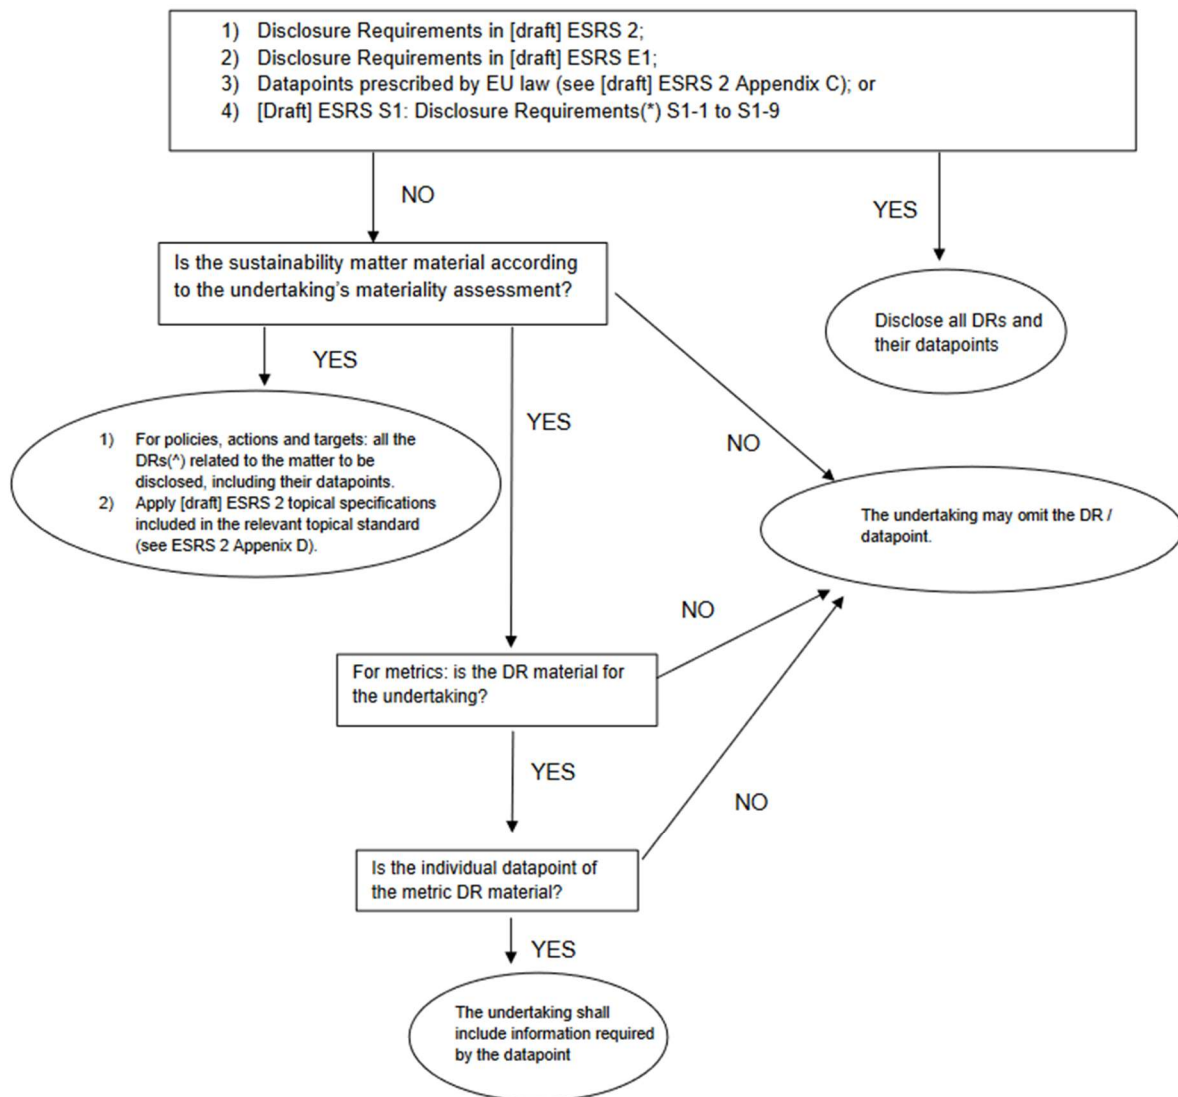 1) Disclosure Requirements in [draft] ESRS 2;
2) Disclosure Requirements in [draft] ESRS E1;
3) Datapoints prescribed by EU law (see [draft] ESRS 2 Appendix C); or
4) [Draft] ESRS S1: Disclosure Requirements(*) S1-1 to S1-9
NO
YES
Is the sustainability matter material according
to the undertaking's materiality assessment?
Disclose all DRs and
their datapoints
YES
YES
NO
1) For policies, actions and targets: all the
DRs(^) related to the matter to be
disclosed, including their datapoints.
2) Apply [draft] ESRS 2 topical specifications
included in the relevant topical standard
(see ESRS 2 Appenix D).
The undertaking may omit the DR /
datapoint.
NO
For metrics: is the DR material for
the undertaking?
YES
NO
Is the individual datapoint of
the metric DR material?
YES
The undertaking shall
include information required
by the datapoint